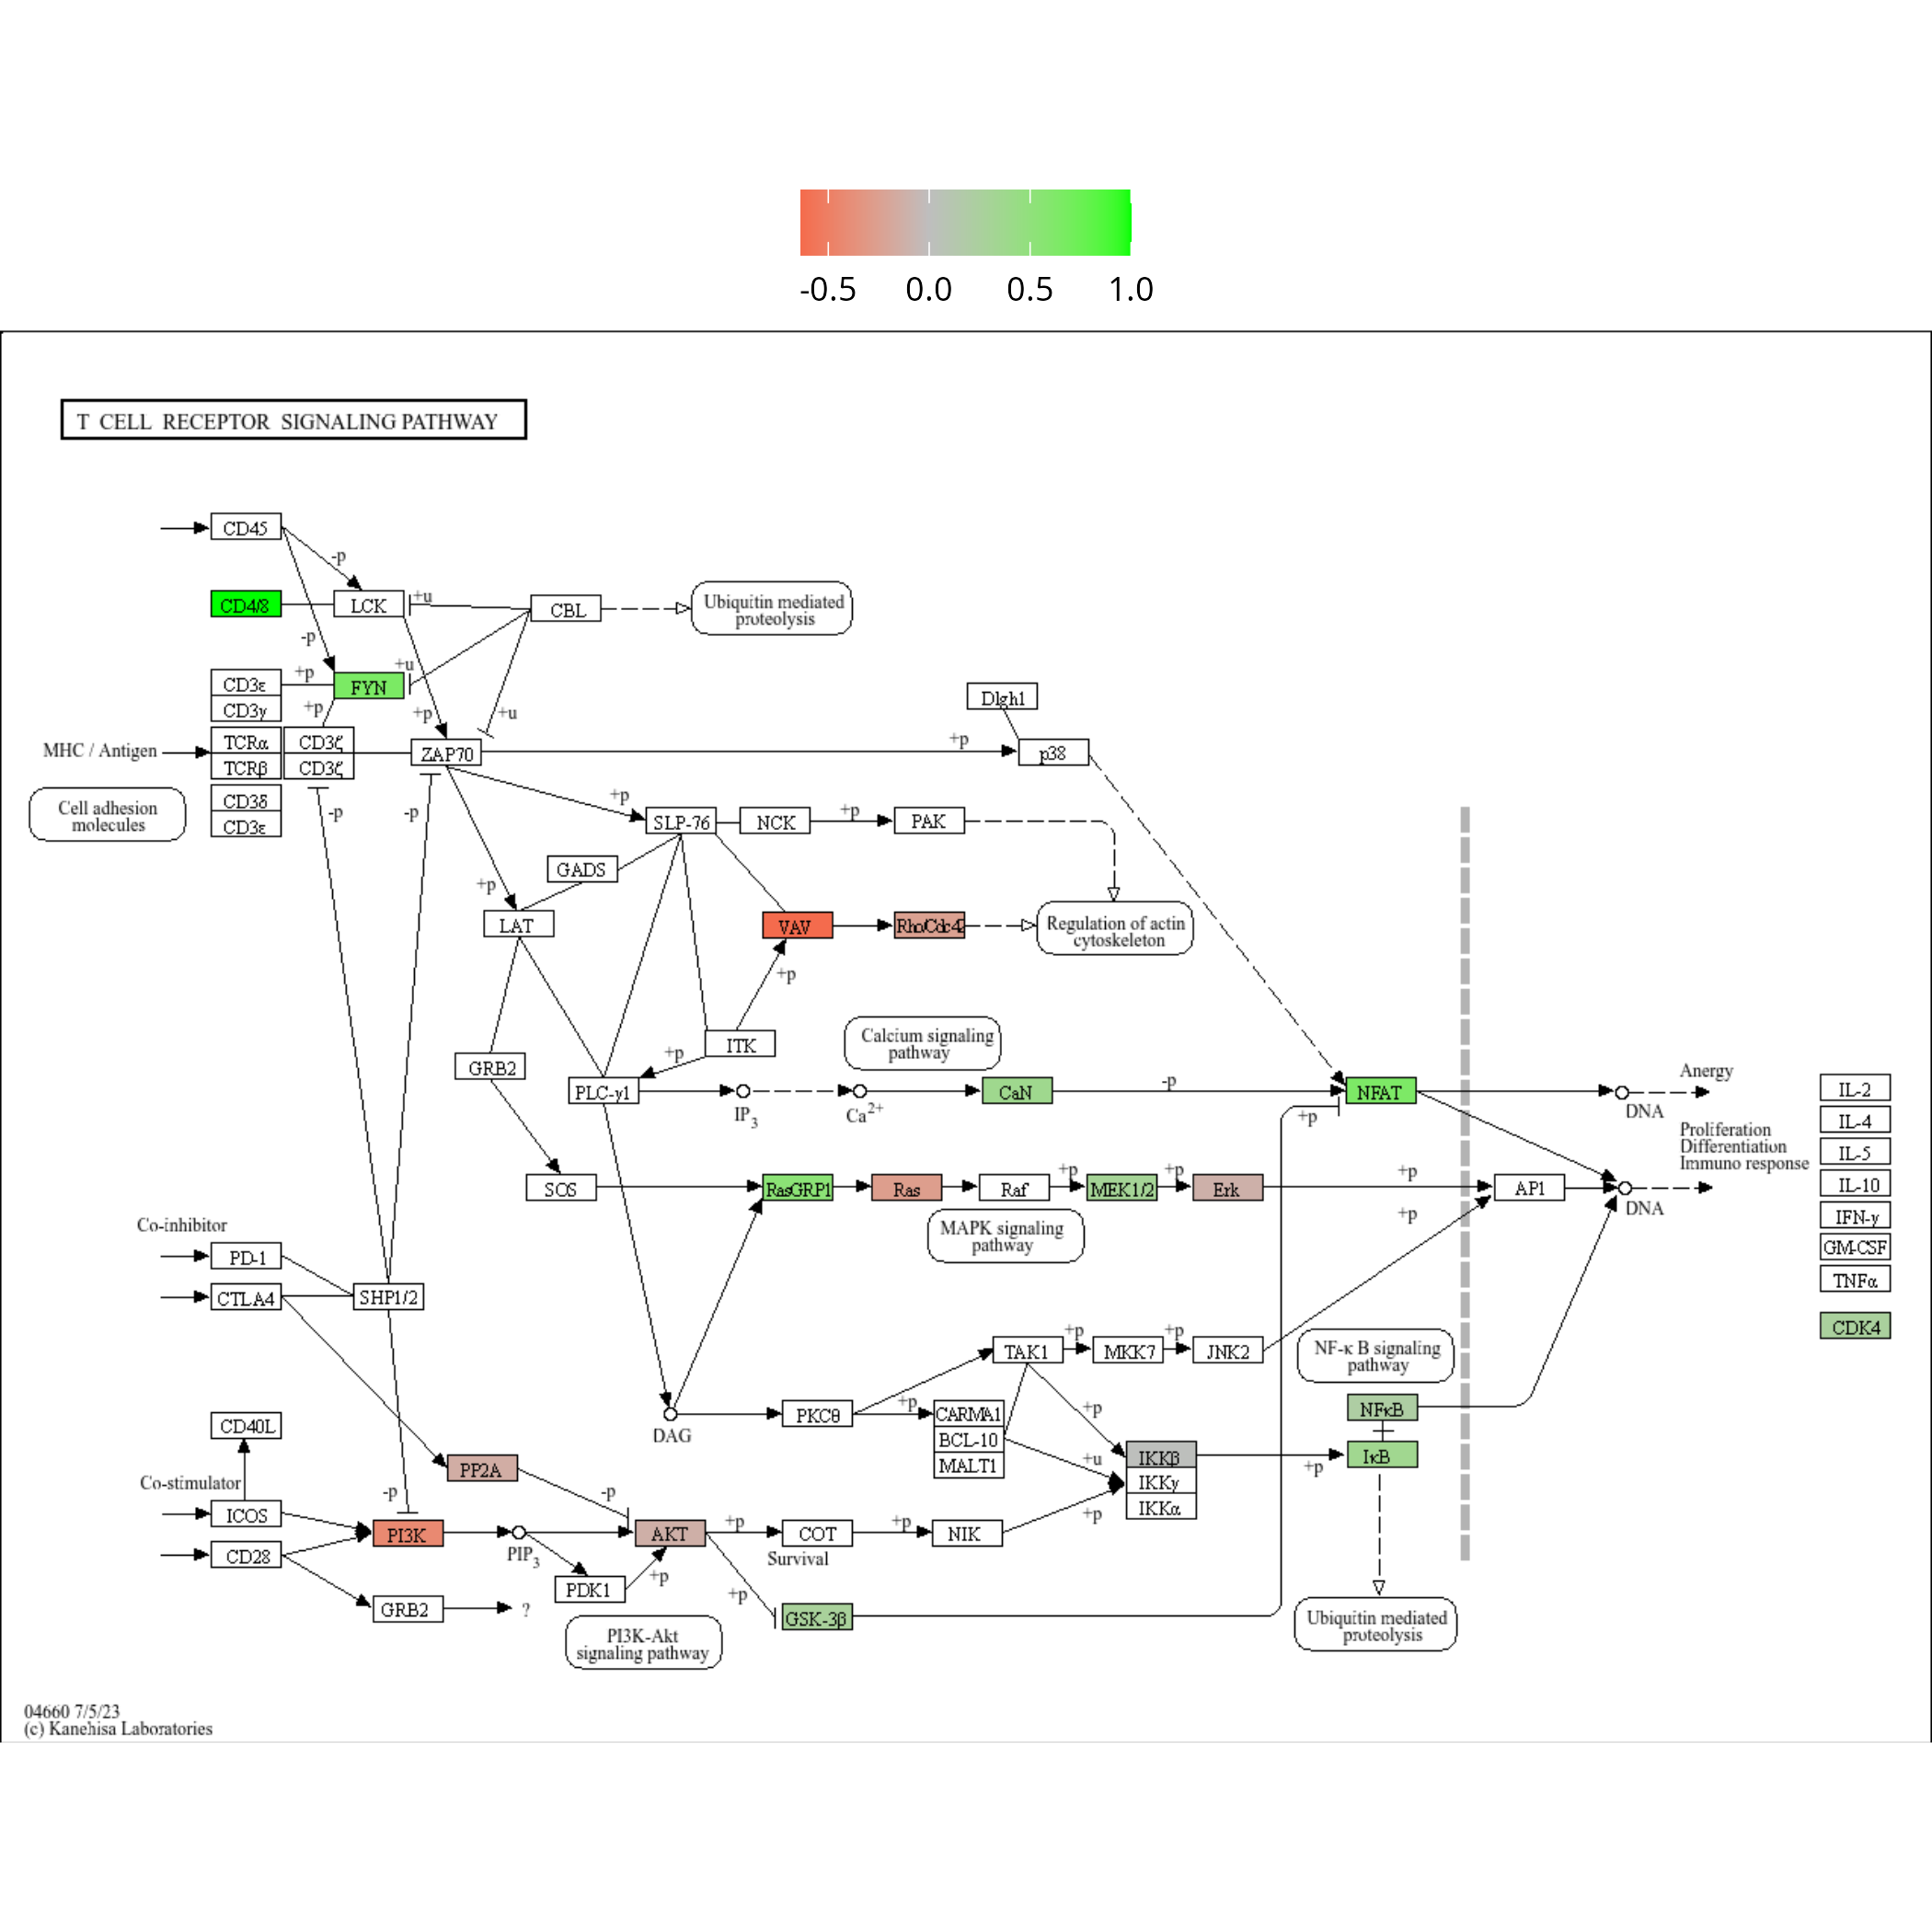 -0.5 0.0 0.5 1.0
T CELL RECEPTOR SIGNALING PATHWAY
CD45
-p
CD4/8
LCK
+u
CBL
Ubiquitin mediated
proteolysis
-p
+u
CD3ε
+p
FYN
CD3γ
+p
+p
+u
Dlgh1
MHC / Antigen
TCRα
CD3ζ
ZAP70
+p
p38
TCRβ
CD3ζ
Cell adhesion
molecules
CD3δ
CD3ε
-p
-p
+p
SLP-76
NCK
+p
PAK
GADS
+p
LAT
VAV
Rho/Cdc42
Regulation of actin
cytoskeleton
+p
ITK
Calcium signaling
pathway
GRB2
+p
PLC-γ1
IP3
Ca2+
CaN
-p
NFAT
+p
DNA
Anergy
Proliferation
Differentiation
Immuno response
IL-2
IL-4
IL-5
IL-10
IFN-γ
GM-CSF
TNFα
CDK4
SOS
RasGRP1
Ras
Raf
+p
MEK1/2
+p
Erk
+p
AP1
DNA
+p
MAPK signaling
pathway
Co-inhibitor
PD-1
CTLA4
SHP1/2
TAK1
+p
MKK7
+p
JNK2
NF-κ B signaling
pathway
DAG
PKCθ
+p
CARMA1
BCL-10
MALT1
+p
+u
+p
IKKβ
IKKγ
IKKα
+p
NFκB
IκB
CD40L
Co-stimulator
ICOS
CD28
PP2A
-p
-p
PI3K
PIP3
AKT
+p
COT
+p
NIK
Survival
PDK1
+p
+p
GRB2
?
GSK-3β
PI3K-Akt
signaling pathway
Ubiquitin mediated
proteolysis
04660 7/5/23
(c) Kanehisa Laboratories